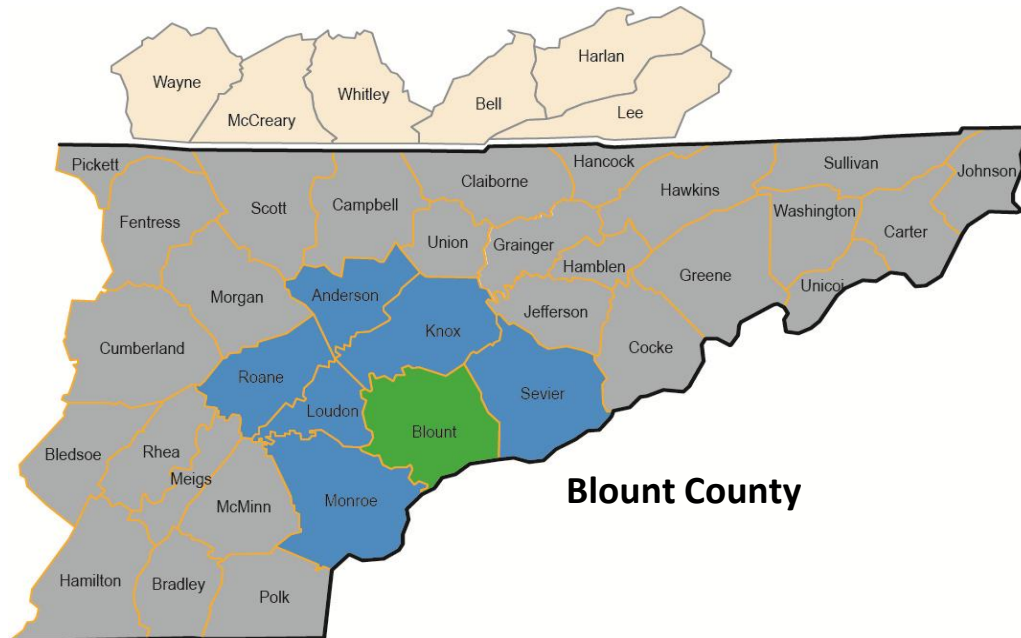 Harlan
Wayne
Whitley
Bell
Lee
McCreary
Pickett
Hancock
Sullivan
Johnson
Claiborne
Hawkins
Scott
Campbell
Washington
Fentress
Union
Grainger
Carter
Hamblen
Greene
Unicoi
Morgan
Anderson
Jefferson
Knox
Cumberland
Cocke
Roane
Sevier
Loudon
Blount
Bledsoe
Rhea
Meigs
Blount County
Monroe
McMinn
Hamilton
Bradley
Polk